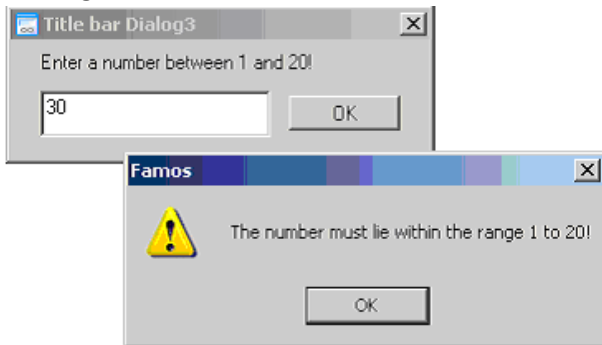 Title bar Dialog3
Enter a number between 1 and 20!
30
OK
Famos
The number must lie within the range 1 to 20!
OK